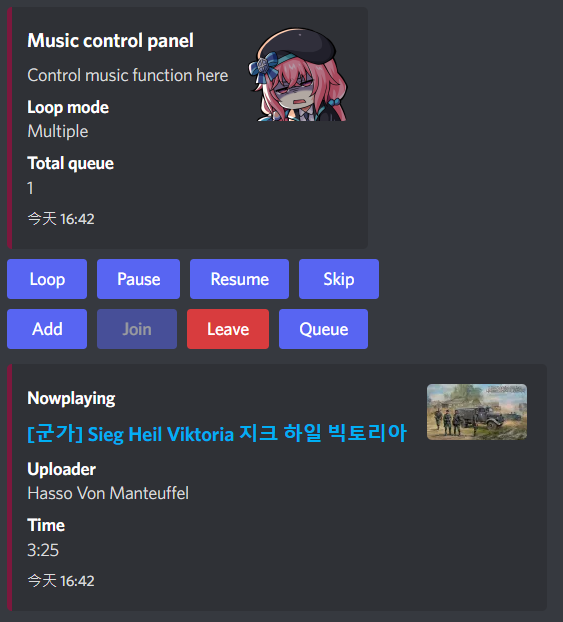 Music control panel
Control music function here
Loop mode
Multiple
Total queue
1
今天 16:42
Loop Pause Resume Skip
Add Join Leave Queue
Nowplaying
[군가] Sieg Heil Viktoria 지크 하일 빅토리아
Uploader
Hasso Von Manteuffel
Time
3:25
今天 16:42